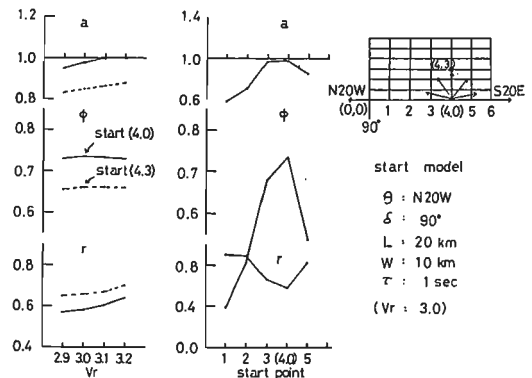 a
1.2
1.0
0.8
φ
0.8
start (4.0)
0.7
start(4.3)
0.6
r
0.8
0.6
0.4
2.9 3.0 3.1 3.2
Vr
a
1.4
1.0
0.6
φ
0.8
0.7
0.6
r
0.8
0.4
0.0
1 2 3 (4.0) 5
start point
(4,3)
N20W S20E
(0,0) 1 2 3 (4.0) 5 6
90°
start model
θ : N20W
δ : 90°
L : 20 km
W : 10 km
τ : 1 sec
(Vr : 3.0)